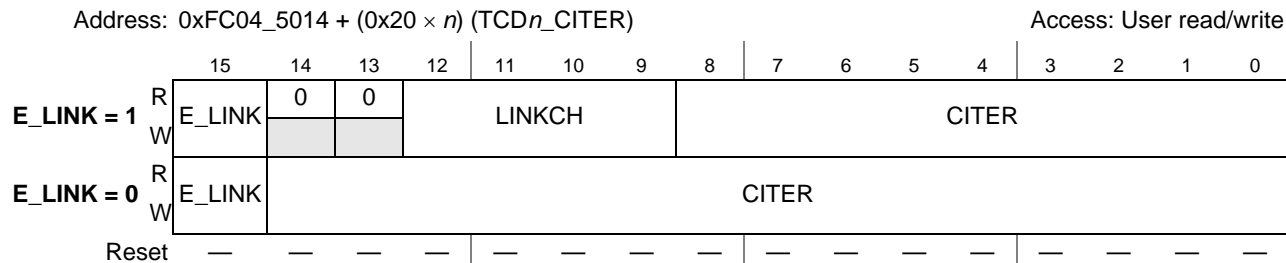 Address: 0xFC04_5014 + (0x20 × n) (TCDn_CITER) Access: User read/write
15 14 13 12 11 10 9 8 7 6 5 4 3 2 1 0
E_LINK = 1 R W E_LINK 0 0 LINKCH CITER
E_LINK = 0 R W E_LINK CITER
Reset — — — — — — — — — — — — — — — —